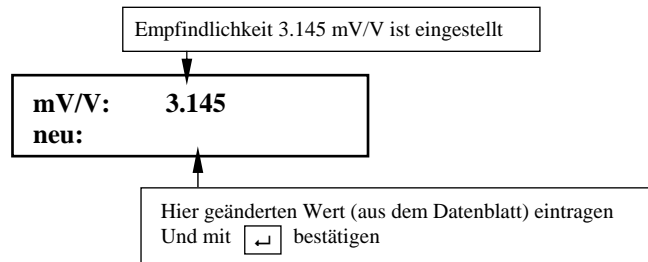 Empfindlichkeit 3.145 mV/V ist eingestellt
mV/V: 3.145
neu:
Hier geänderten Wert (aus dem Datenblatt) eintragen
Und mit ↵ bestätigen